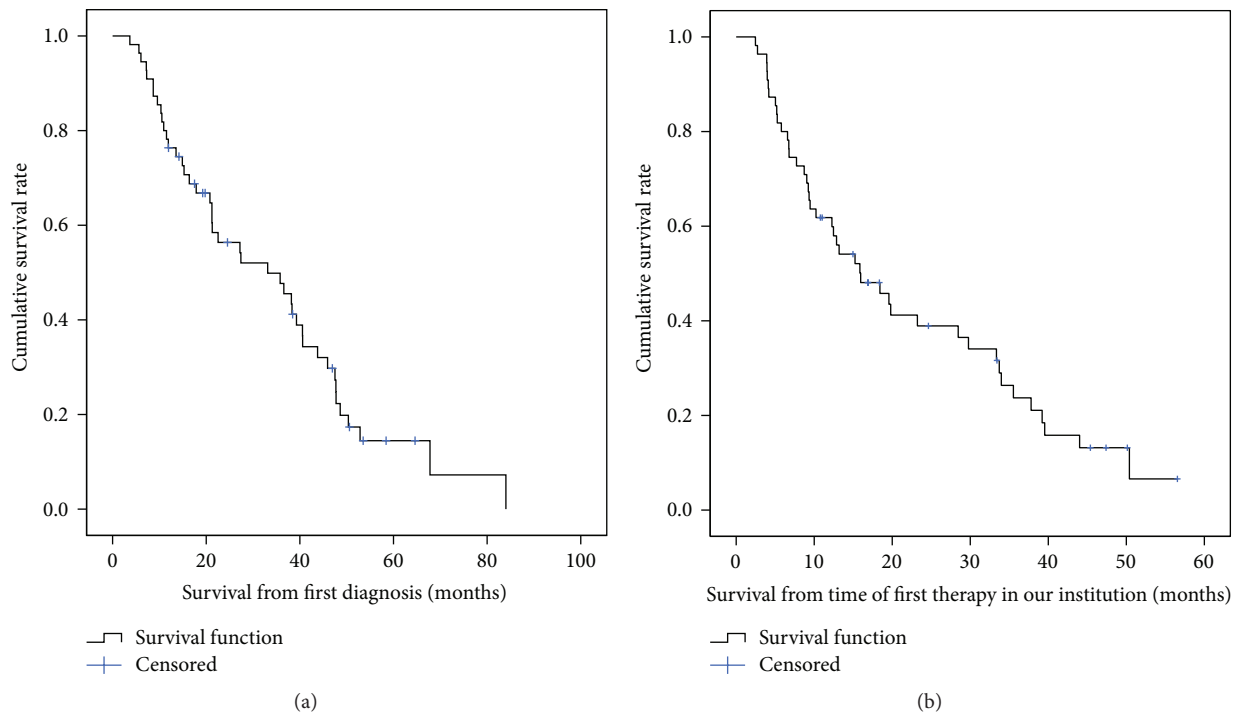 1.0
0.8
0.6
0.4
0.2
0.0
Cumulative survival rate
0 20 40 60 80 100
Survival from first diagnosis (months)
Survival function
Censored
(a)
1.0
0.8
0.6
0.4
0.2
0.0
Cumulative survival rate
0 10 20 30 40 50 60
Survival from time of first therapy in our institution (months)
Survival function
Censored
(b)